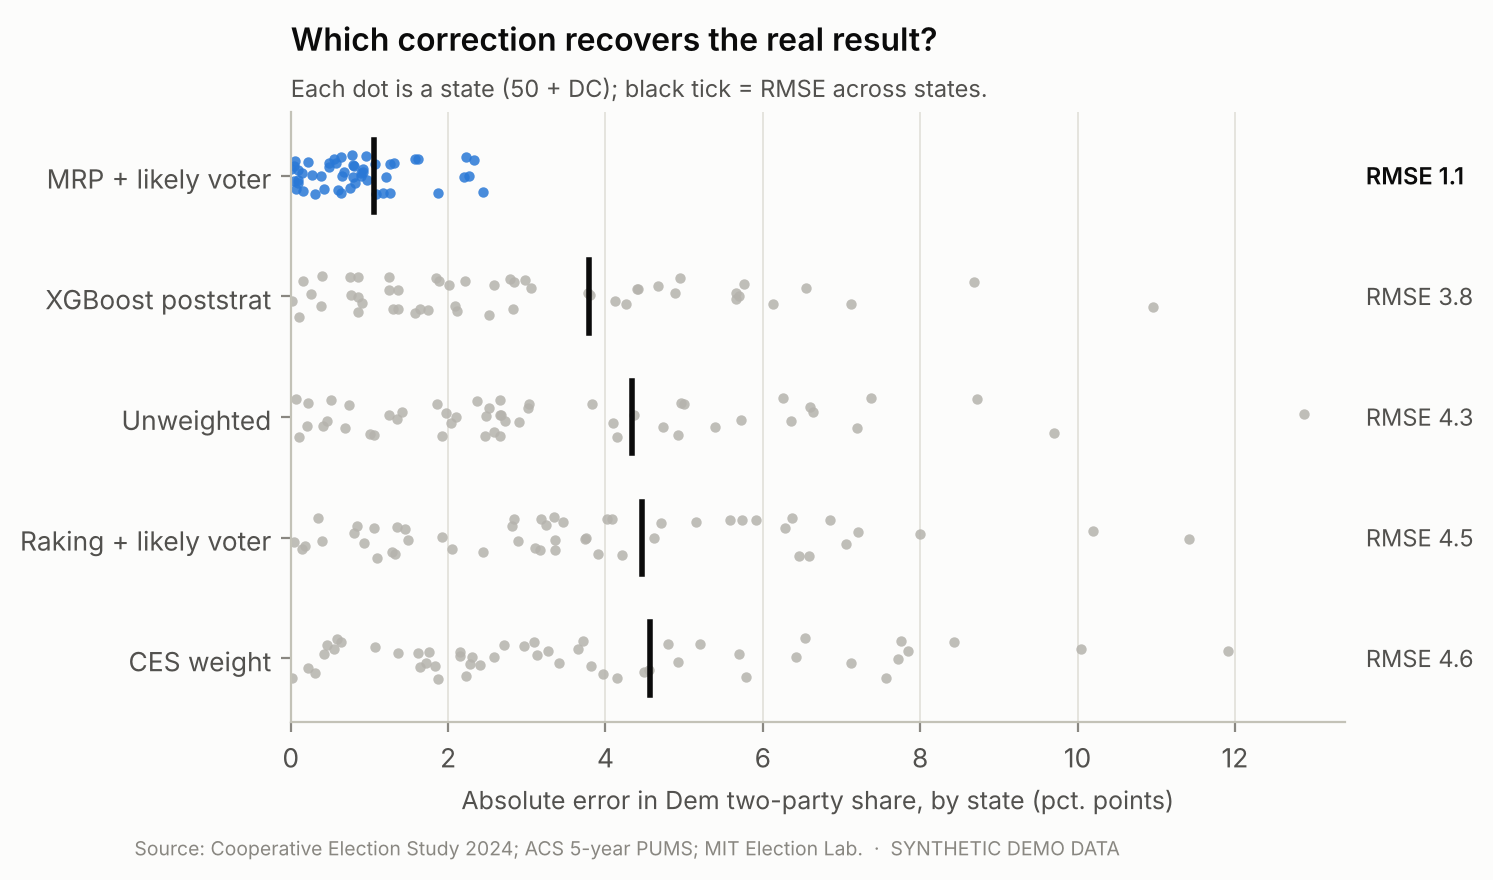 Which correction recovers the real result?
Each dot is a state (50 + DC); black tick = RMSE across states.
MRP + likely voter
RMSE 1.1
XGBoost poststrat
RMSE 3.8
Unweighted
RMSE 4.3
Raking + likely voter
RMSE 4.5
CES weight
RMSE 4.6
0 2 4 6 8 10 12
Absolute error in Dem two-party share, by state (pct. points)
Source: Cooperative Election Study 2024; ACS 5-year PUMS; MIT Election Lab. · SYNTHETIC DEMO DATA